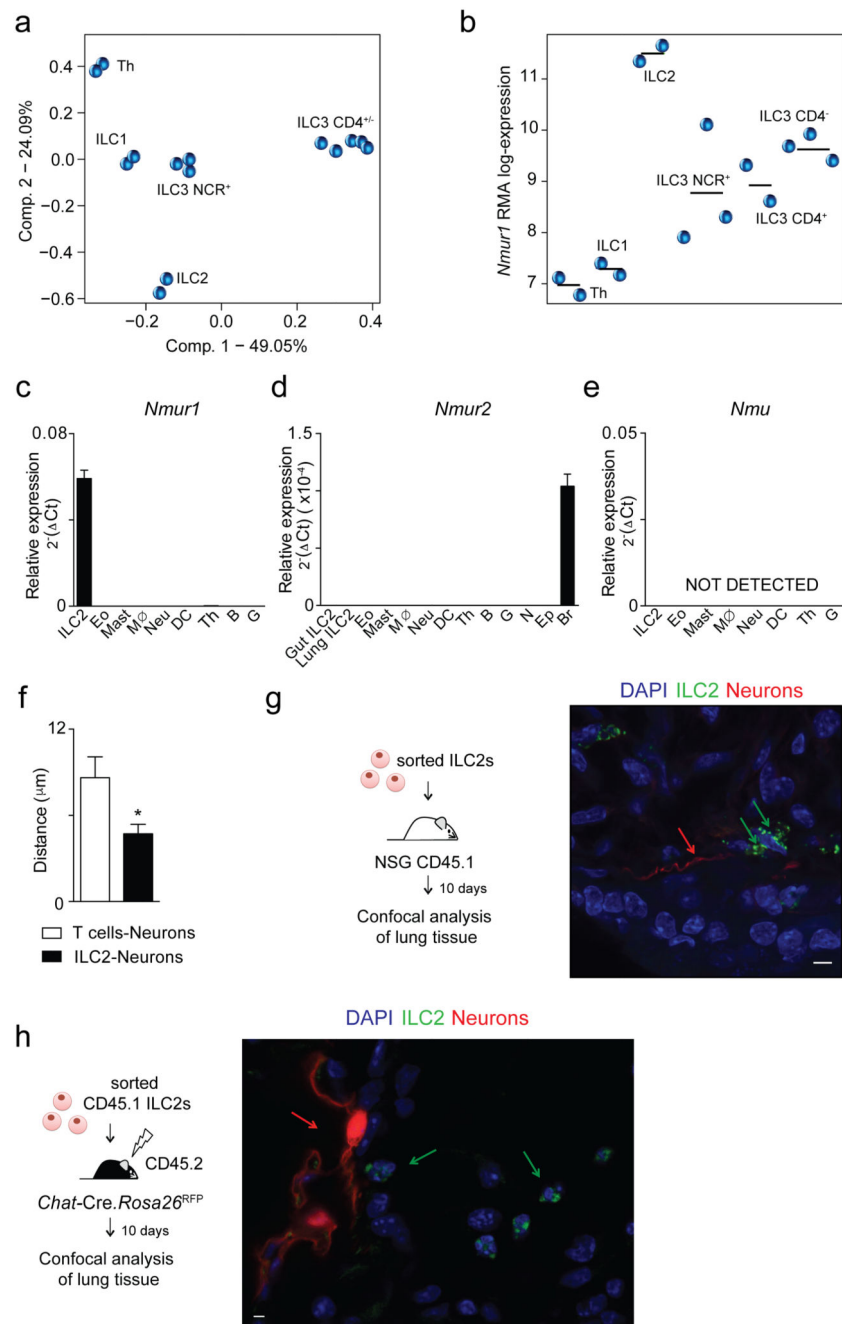 a
0.4
0.2
0.0
−0.2
−0.4
−0.6
Comp. 2 − 24.09%
Th
ILC1
ILC3 NCR+
ILC3 CD4+/-
ILC2
−0.2
0.0
0.2
0.4
Comp. 1 − 49.05%
b
11
10
9
8
7
Nmur1 RMA log-expression
ILC2
ILC3 CD4-
ILC3 NCR+
ILC3 CD4+
ILC1
Th
c
Nmur1
0.08
0
Relative expression
2-(ΔCt)
ILC2
Eo
Mast
MØ
Neu
DC
Th
B
G
d
Nmur2
1.5
0
Relative expression
2-(ΔCt) ( x10-4)
Gut ILC2
Lung ILC2
Eo
Mast
MØ
Neu
DC
Th
B
G
N
Ep
Br
e
Nmu
0.05
0
Relative expression
2-(ΔCt)
NOT DETECTED
ILC2
Eo
Mast
MØ
Neu
DC
Th
G
f
12
0
Distance (μm)
*
T cells-Neurons
ILC2-Neurons
g
sorted ILC2s
NSG CD45.1
10 days
Confocal analysis
of lung tissue
DAPI ILC2 Neurons
h
sorted
CD45.1 ILC2s
CD45.2
Chat-Cre.Rosa26RFP
10 days
Confocal analysis
of lung tissue
DAPI ILC2 Neurons